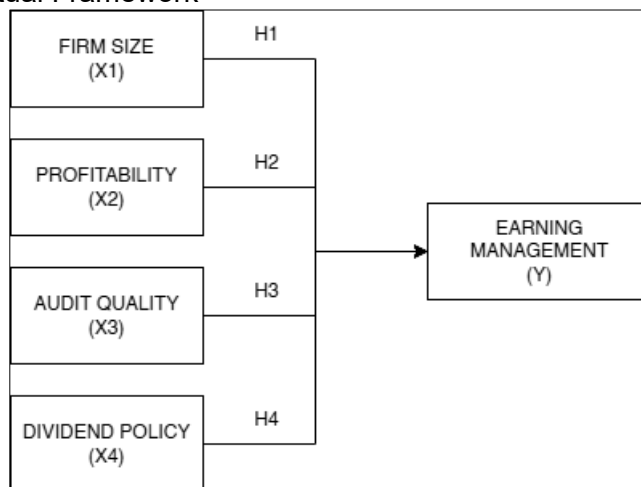 FIRM SIZE
(X1)
H1
PROFITABILITY
(X2)
H2
AUDIT QUALITY
(X3)
H3
DIVIDEND POLICY
(X4)
H4
EARNING
MANAGEMENT
(Y)